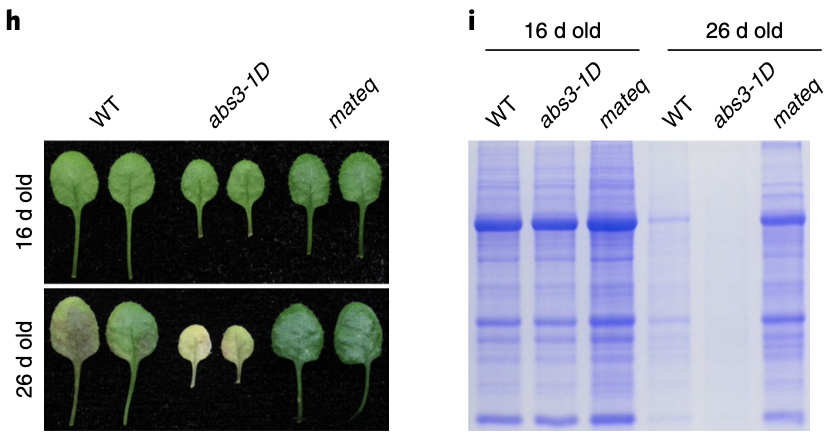 h
WT
abs3-1D
mateq
16 d old
26 d old
i
16 d old
26 d old
WT
abs3-1D
mateq
WT
abs3-1D
mateq